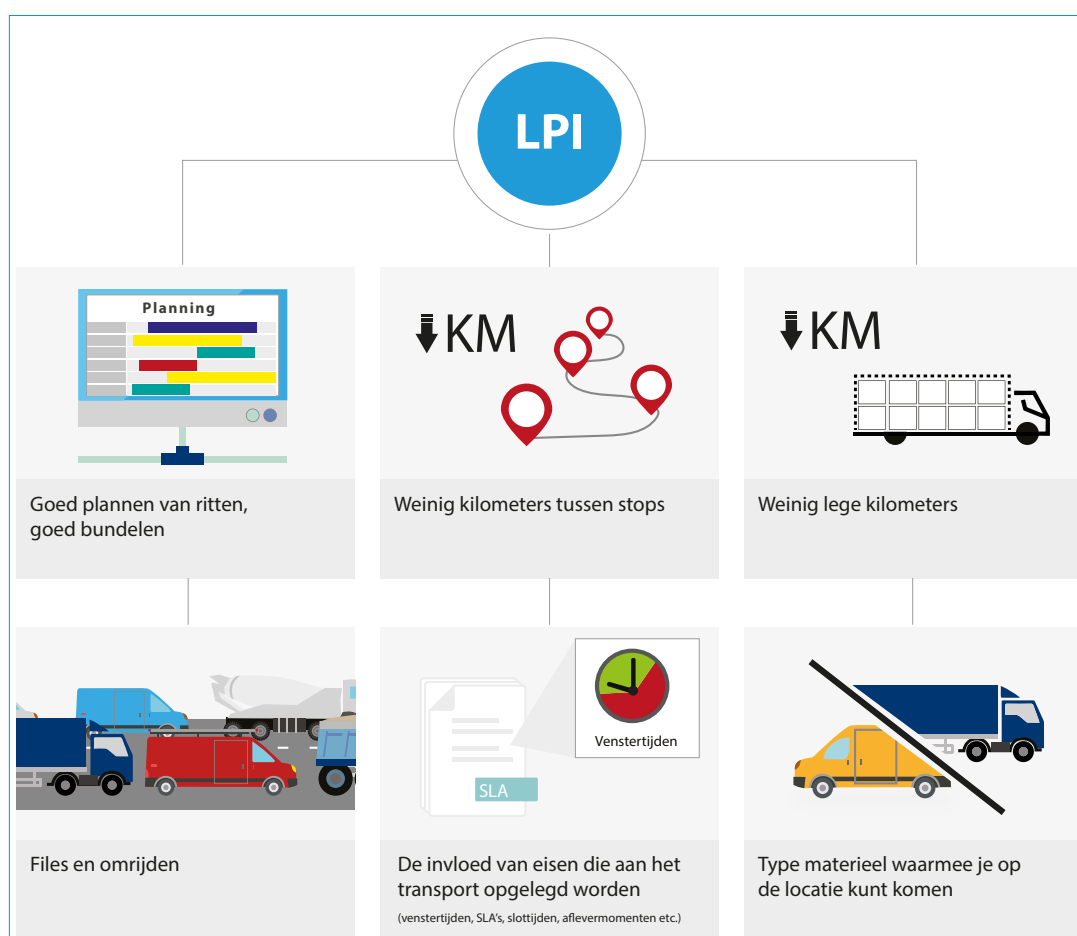 LPI
Planning
KM
KM
Goed plannen van ritten,
goed bundelen
Weinig kilometers tussen stops
Weinig lege kilometers
Venstertijden
SLA
Files en omrijden
De invloed van eisen die aan het
transport opgelegd worden
(venstertijden, SLA's, slottijden, aflevermomenten etc.)
Type materieel waarmee je op
de locatie kunt komen